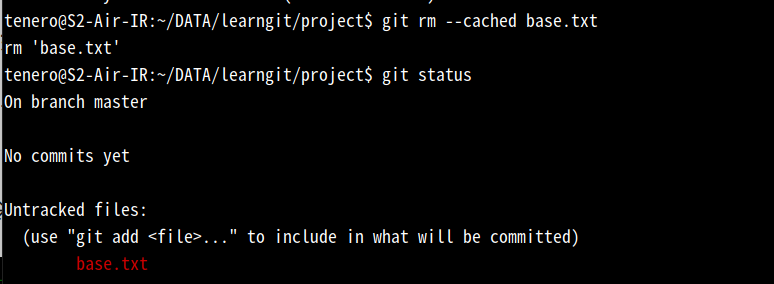 tenero@S2-Air-IR:~/DATA/learngit/project$ git rm --cached base.txt
rm 'base.txt'
tenero@S2-Air-IR:~/DATA/learngit/project$ git status
On branch master
No commits yet
Untracked files:
  (use "git add <file>..." to include in what will be committed)
        base.txt